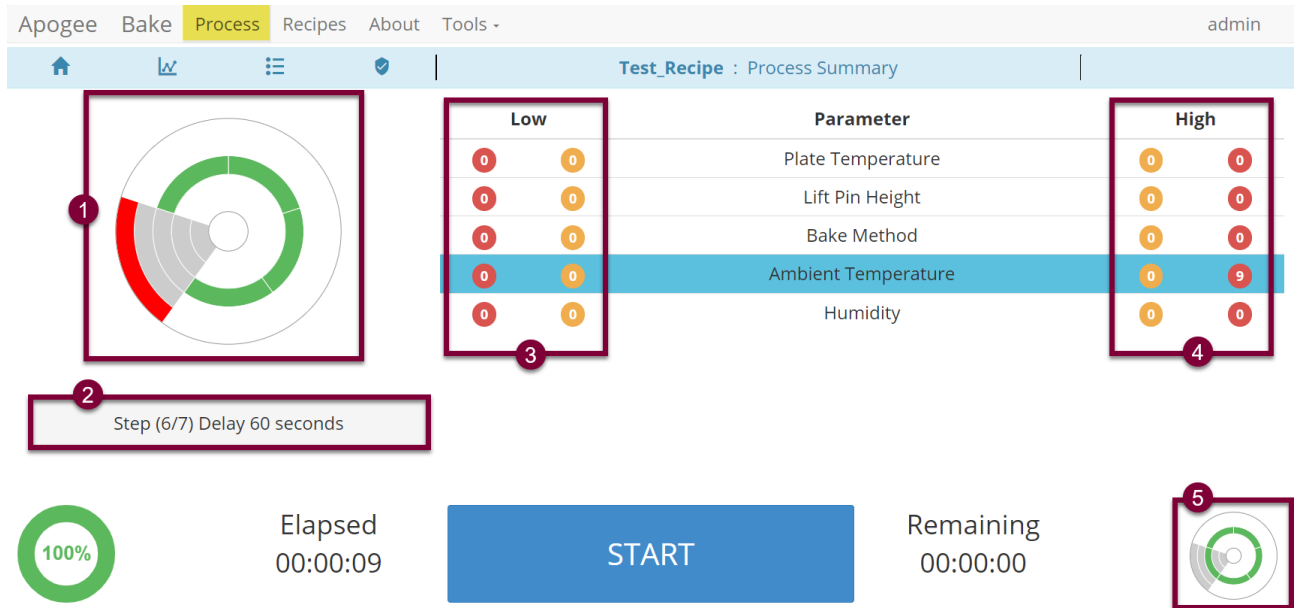 Apogee Bake Process Recipes About Tools admin
Test_Recipe : Process Summary
1
Low Parameter High
0 0 Plate Temperature 0 0
0 0 Lift Pin Height 0 0
0 0 Bake Method 0 0
0 0 Ambient Temperature 0 9
0 0 Humidity 0 0
3 4
2
Step (6/7) Delay 60 seconds
5
100%
Elapsed
00:00:09
START
Remaining
00:00:00